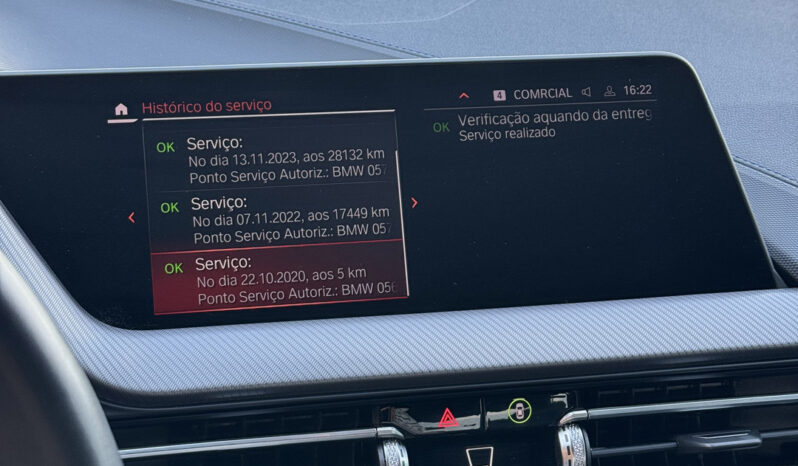 Histórico do serviço
4 COMRCIAL 16:22
OK Serviço:
No dia 13.11.2023, aos 28132 km
Ponto Serviço Autoriz.: BMW 057
OK Serviço:
No dia 07.11.2022, aos 17449 km
Ponto Serviço Autoriz.: BMW 057
OK Serviço:
No dia 22.10.2020, aos 5 km
Ponto Serviço Autoriz.: BMW 056
OK Verificação aquando da entreg
Serviço realizado